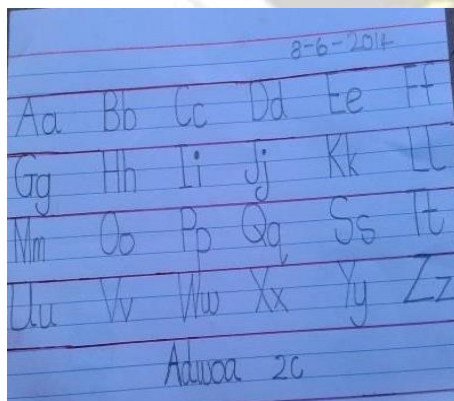 8-6-2014
Aa Bb Cc Dd Ee Ff
Gg Hh Ii Jj Kk Ll
Mm Oo Pp Qq Ss Tt
Uu Vv Ww Xx Yy Zz
Adwoa 2C